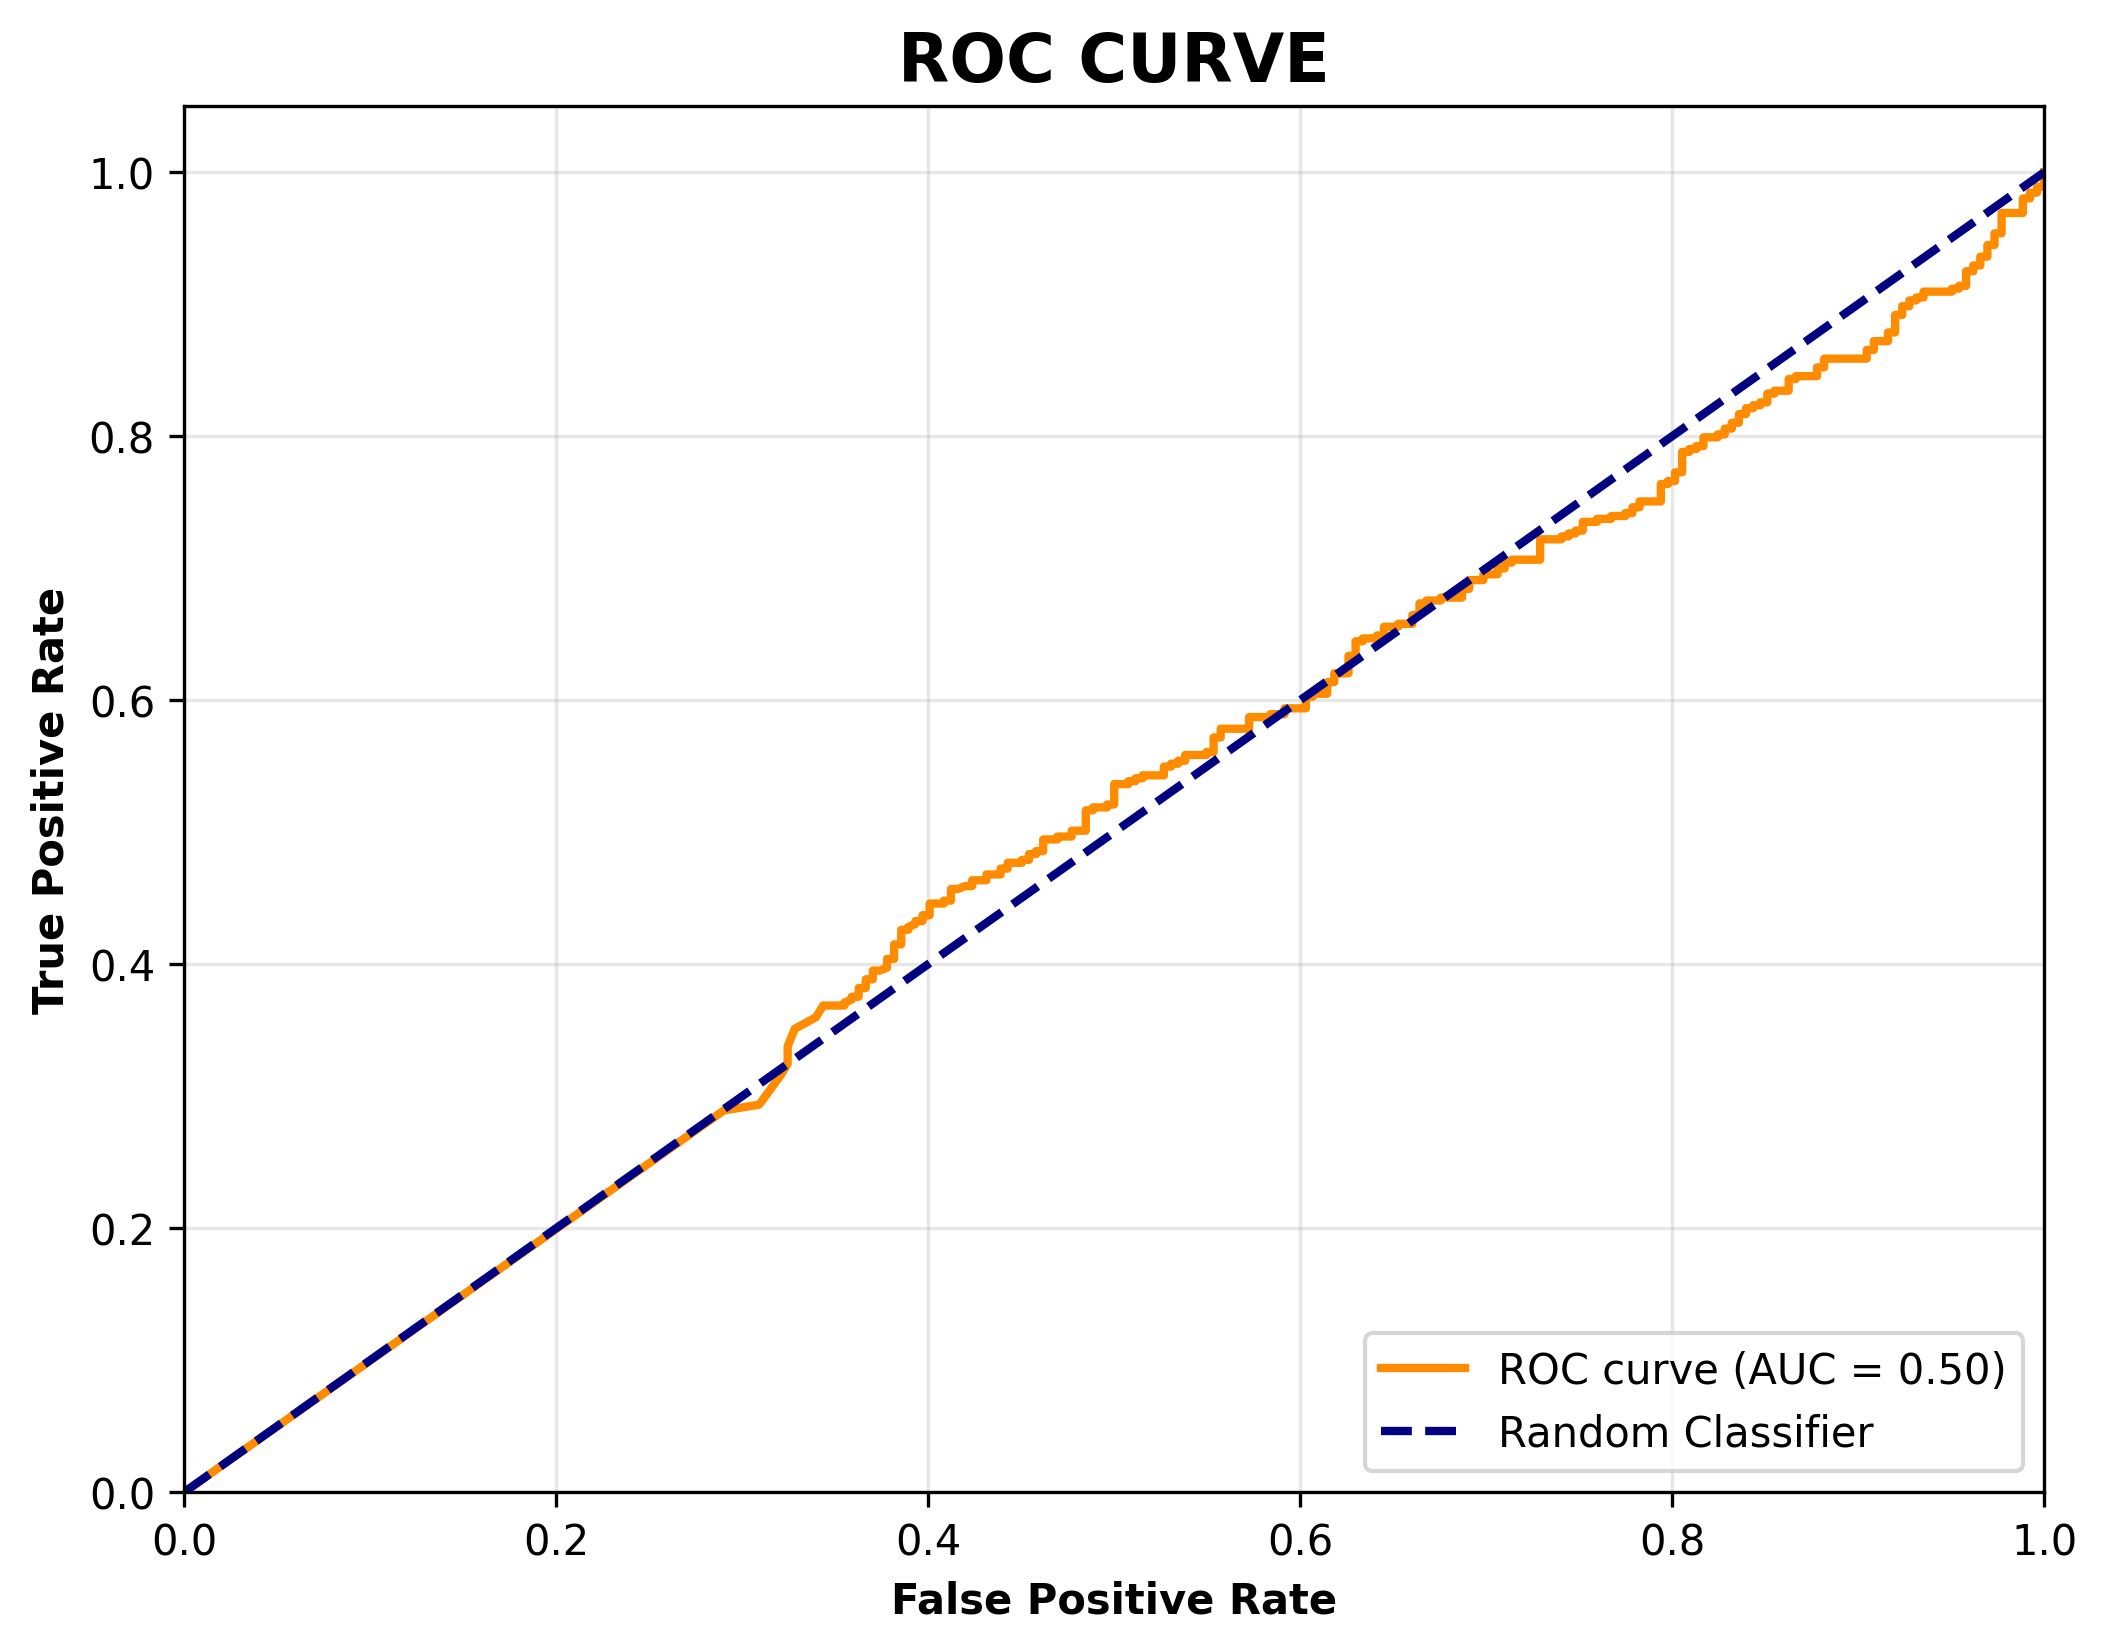 ROC CURVE
True Positive Rate
1.0
0.8
0.6
0.4
0.2
0.0
ROC curve (AUC = 0.50)
Random Classifier
0.0 0.2 0.4 0.6 0.8 1.0
False Positive Rate